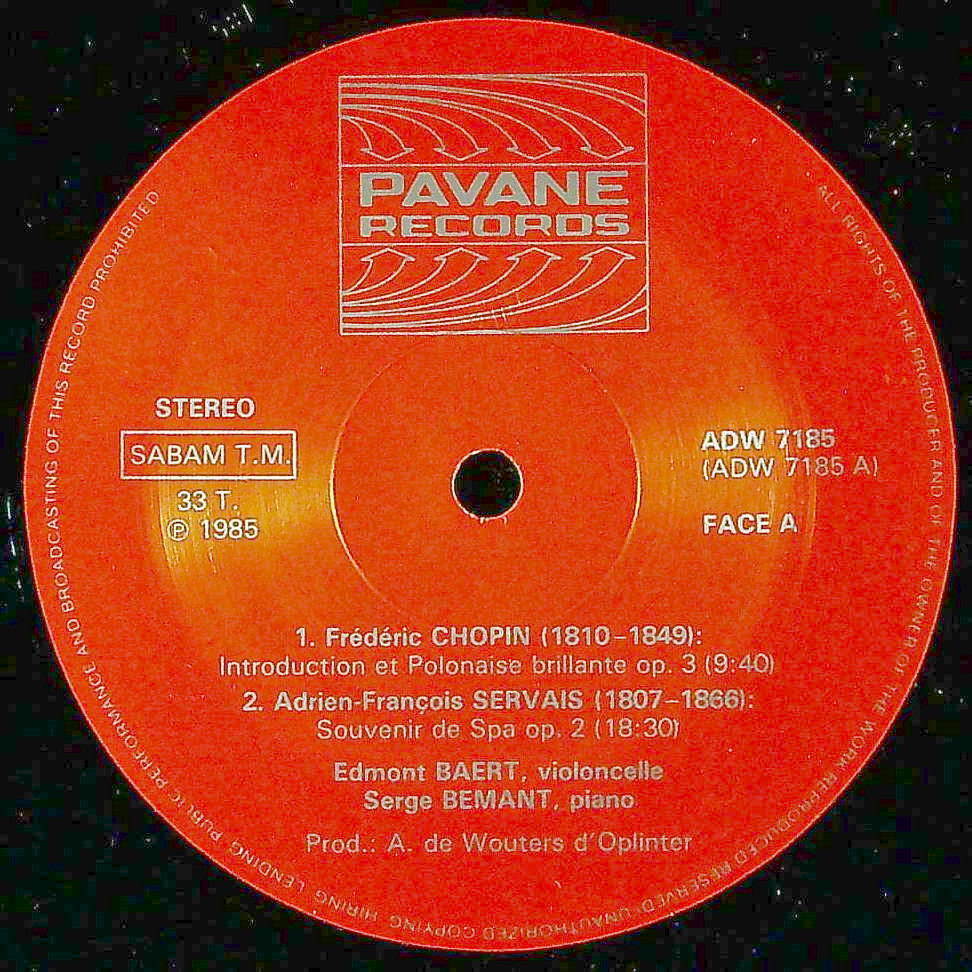 PAVANE
RECORDS
STEREO
SABAM T.M.
33 T.
℗ 1985
ADW 7185
(ADW 7185 A)
FACE A
1. Frédéric CHOPIN (1810–1849):
Introduction et Polonaise brillante op. 3 (9:40)
2. Adrien-François SERVAIS (1807–1866):
Souvenir de Spa op. 2 (18:30)
Edmont BAERT, violoncelle
Serge BEMANT, piano
Prod.: A. de Wouters d'Oplinter
ALL RIGHTS OF THE PRODUCER AND OF THE OWNER OF THE WORK REPRODUCED RESERVED·UNAUTHORIZED COPYING HIRING LENDING PUBLIC PERFORMANCE AND BROADCASTING OF THIS RECORD PROHIBITED